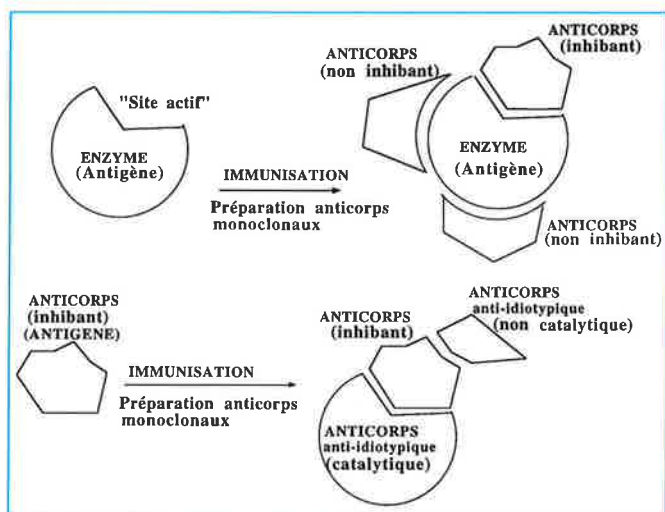 "Site actif"
ENZYME
(Antigène)
IMMUNISATION
Préparation anticorps
monoclonaux
ANTICORPS
(non inhibant)
ANTICORPS
(inhibant)
ENZYME
(Antigène)
ANTICORPS
(non inhibant)
ANTICORPS
(inhibant)
(ANTIGENE)
IMMUNISATION
Préparation anticorps
monoclonaux
ANTICORPS
(inhibant)
ANTICORPS
anti-idiotypique
(non catalytique)
ANTICORPS
anti-idiotypique
(catalytique)